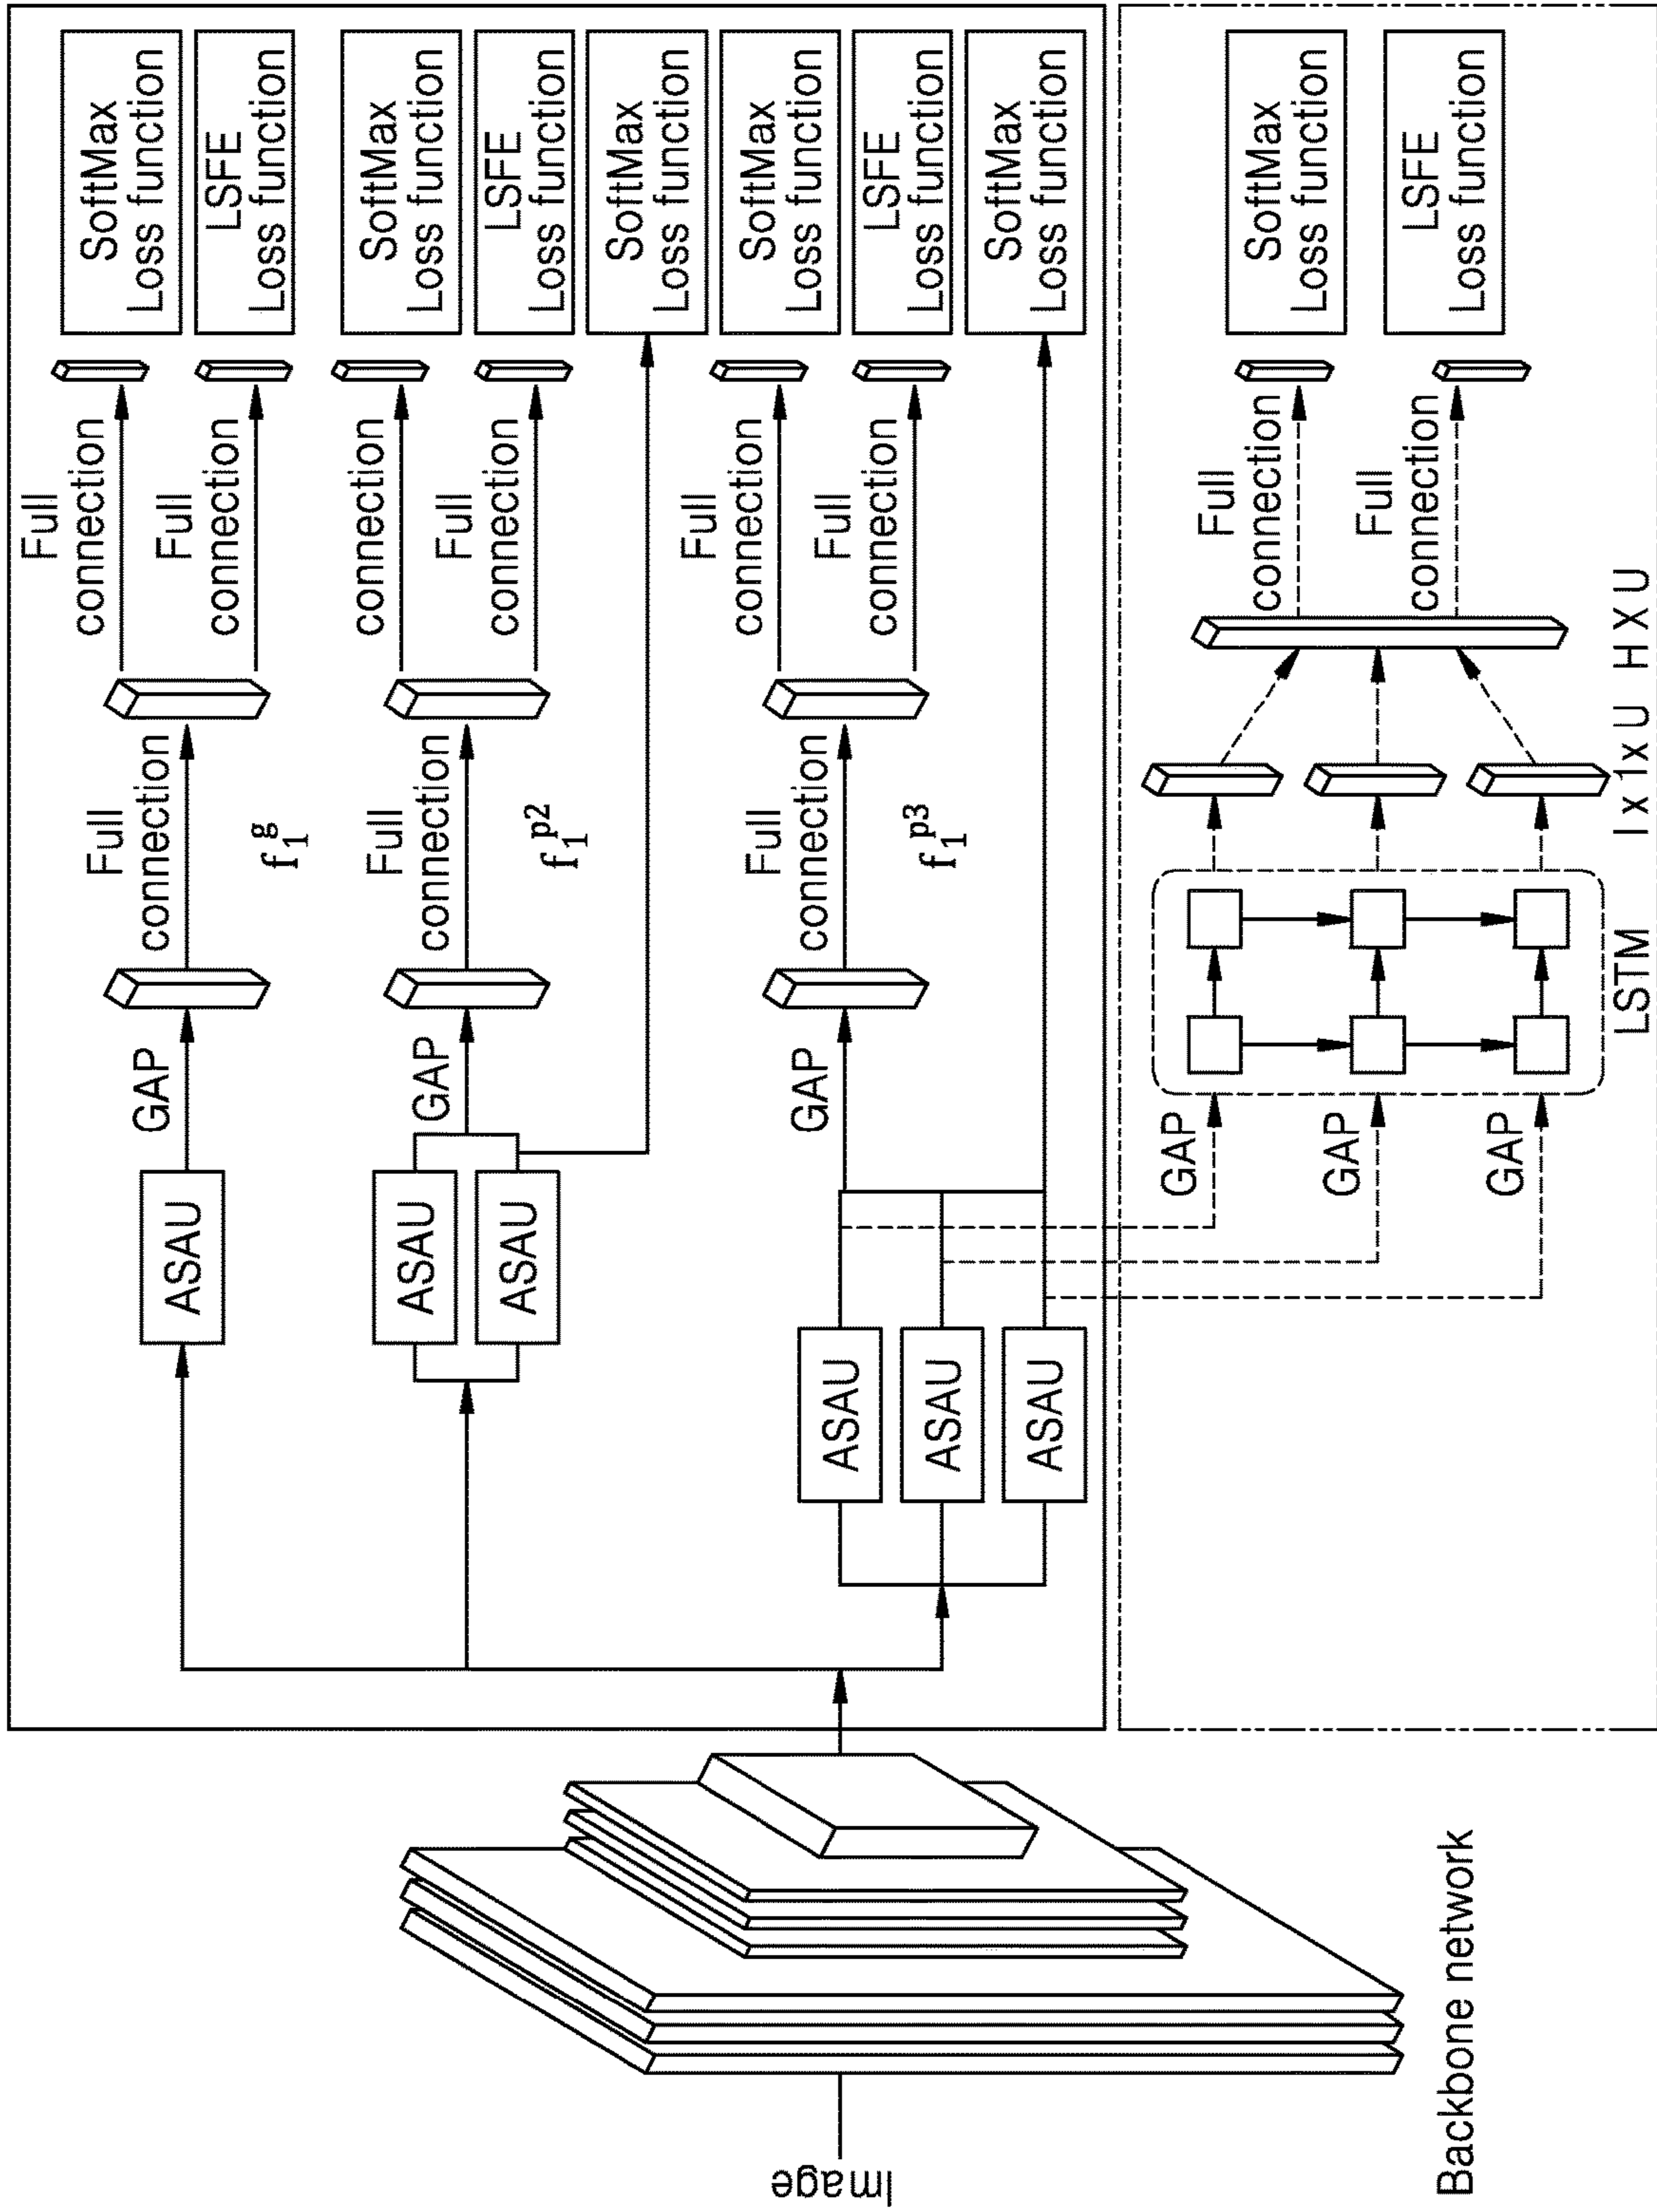 Image
Backbone network
ASAU
GAP
Full
connection
f₁ᵍ
Full
connection
Full
connection
SoftMax
Loss function
LSFE
Loss function
ASAU
ASAU
GAP
Full
connection
f₁ᵖ²
connection
Full
connection
SoftMax
Loss function
LSFE
Loss function
SoftMax
Loss function
ASAU
ASAU
ASAU
GAP
Full
connection
f₁ᵖ³
Full
connection
Full
connection
SoftMax
Loss function
LSFE
Loss function
SoftMax
Loss function
GAP
GAP
GAP
LSTM
I x 1x U
H X U
Full
connection
Full
connection
SoftMax
Loss function
LSFE
Loss function